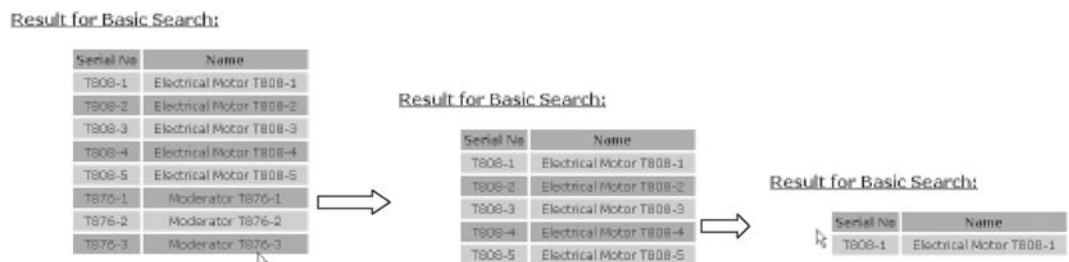 Result for Basic Search:
Serial No Name
T808-1 Electrical Motor T808-1
T808-2 Electrical Motor T808-2
T808-3 Electrical Motor T808-3
T808-4 Electrical Motor T808-4
T808-5 Electrical Motor T808-5
T876-1 Moderator T876-1
T876-2 Moderator T876-2
T876-3 Moderator T876-3
Result for Basic Search:
Serial No Name
T808-1 Electrical Motor T808-1
T808-2 Electrical Motor T808-2
T808-3 Electrical Motor T808-3
T808-4 Electrical Motor T808-4
T808-5 Electrical Motor T808-5
Result for Basic Search:
Serial No Name
T808-1 Electrical Motor T808-1